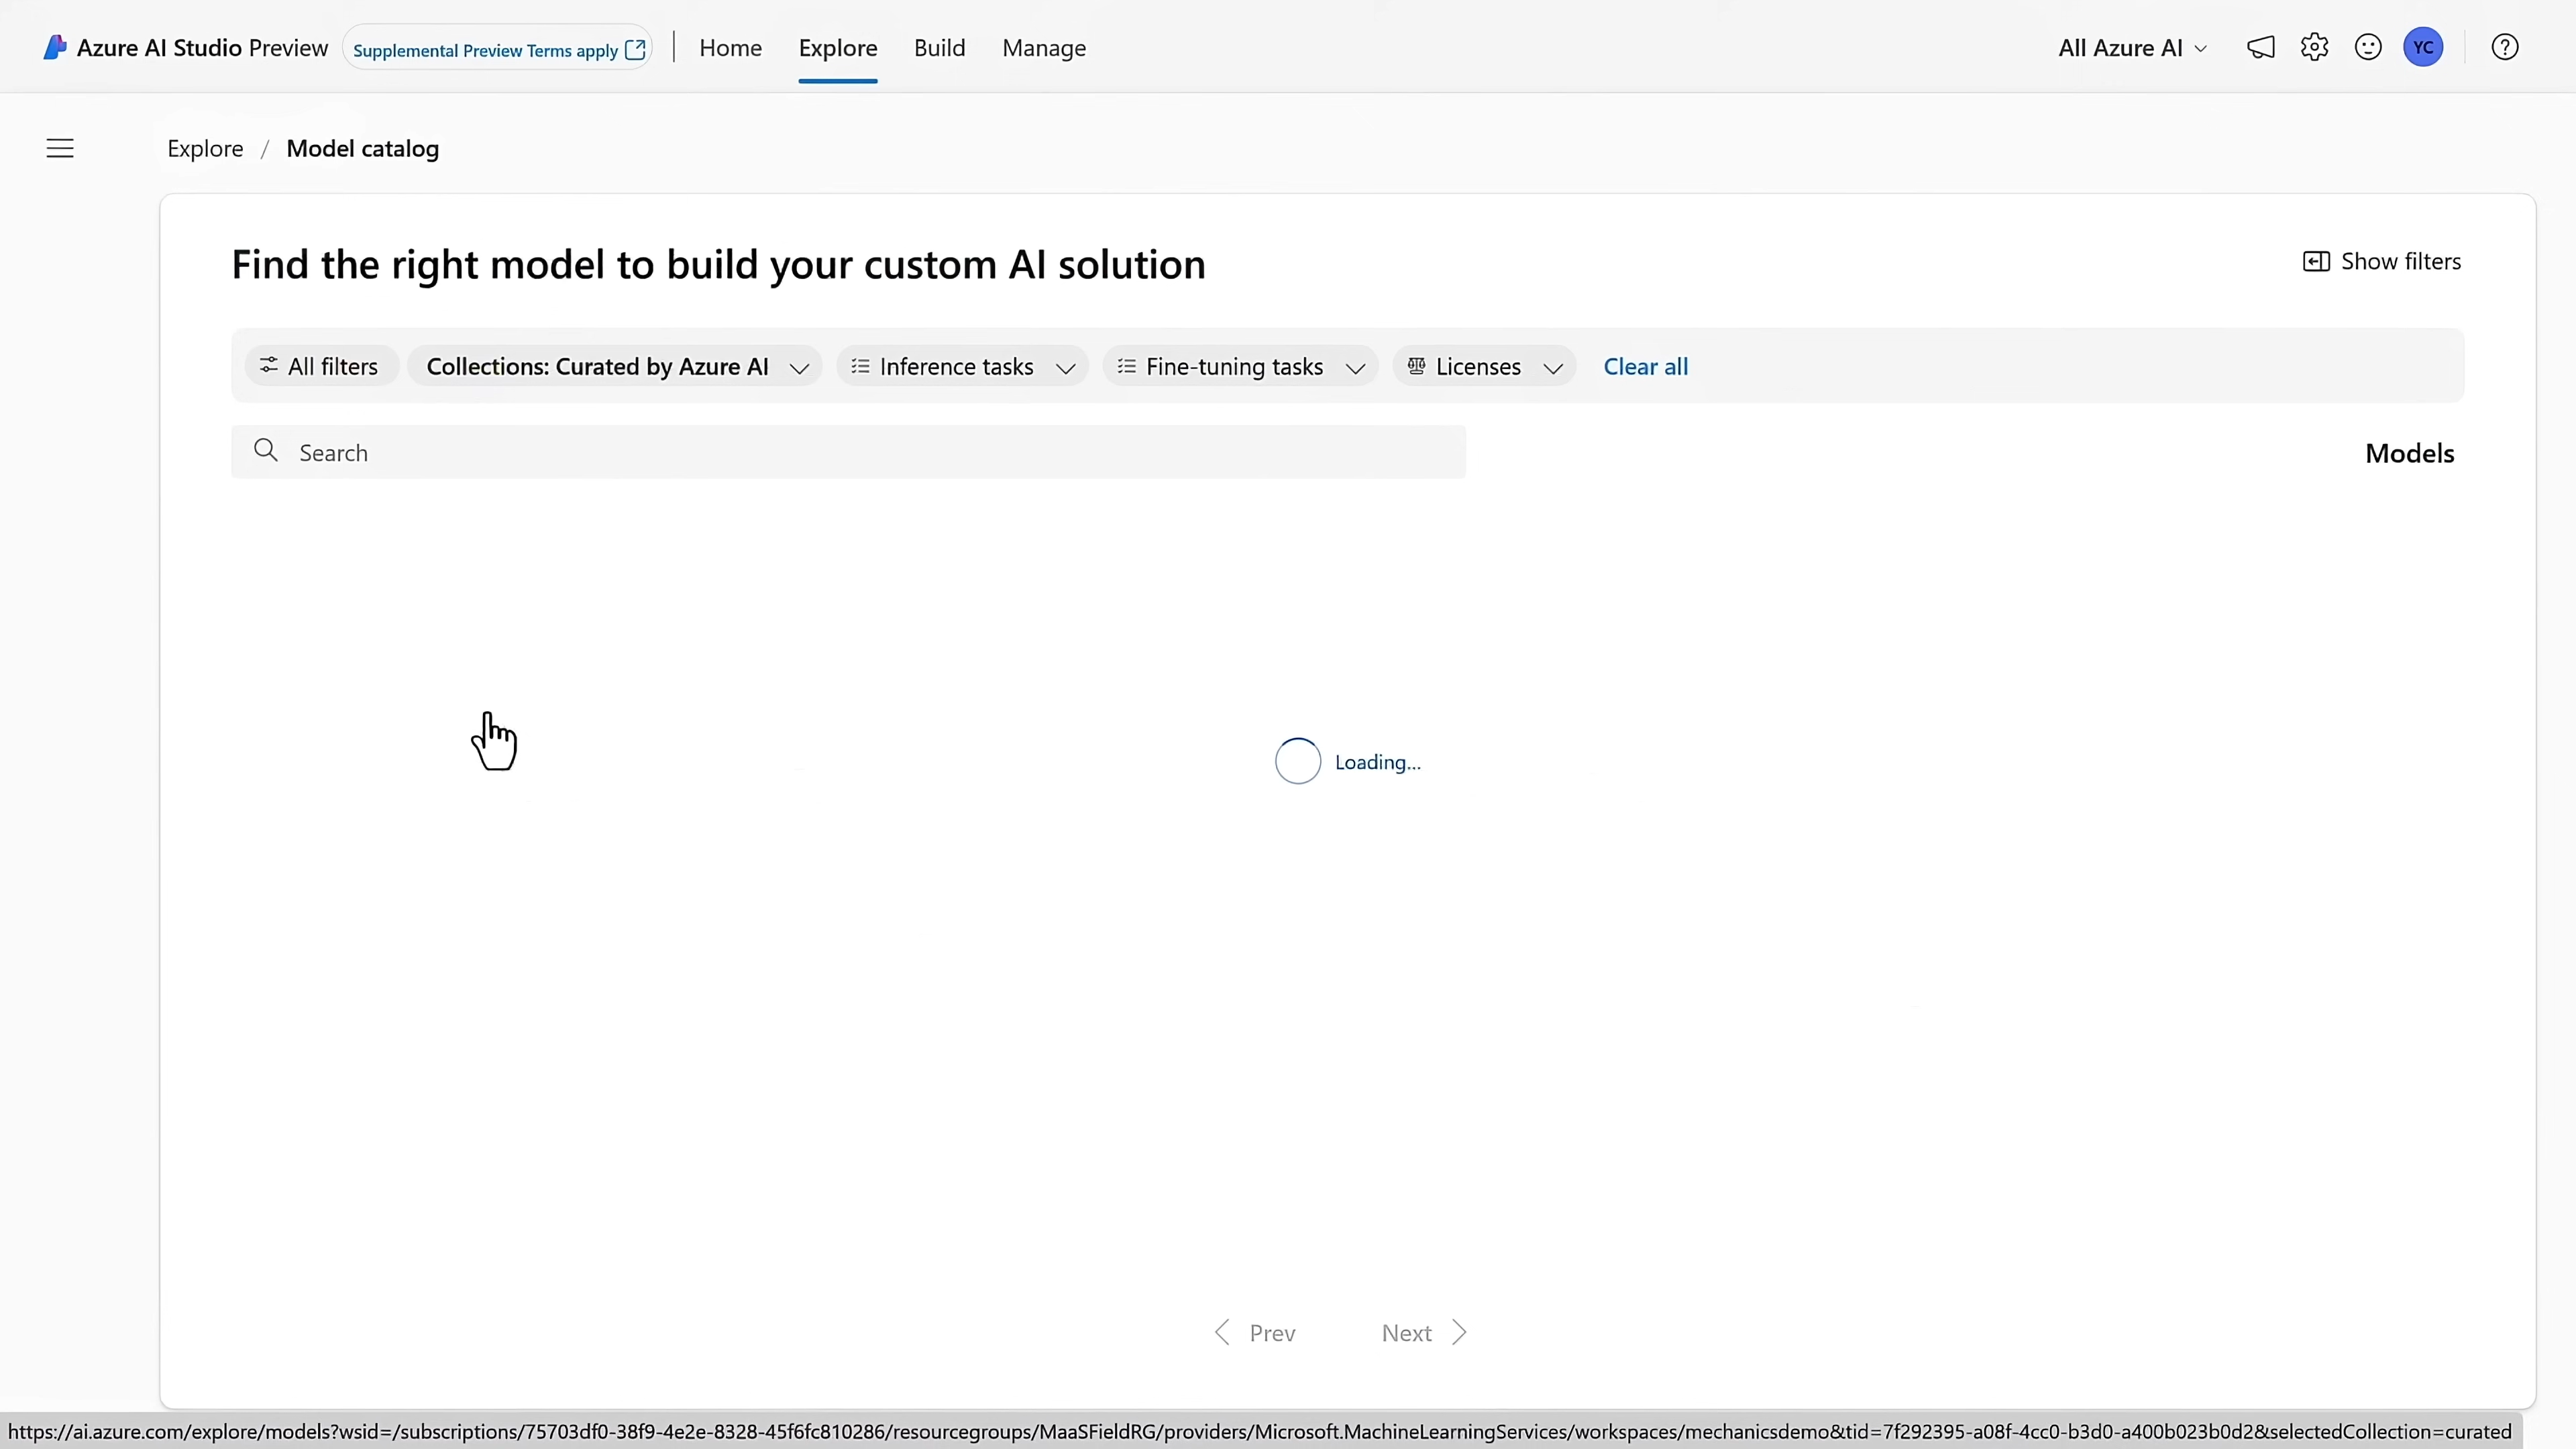 Azure AI Studio Preview
Supplemental Preview Terms apply
Home
Explore
Build
Manage
All Azure AI
YC
Explore / Model catalog
Find the right model to build your custom AI solution
Show filters
All filters
Collections: Curated by Azure AI
Inference tasks
Fine-tuning tasks
Licenses
Clear all
Search
Models
Loading...
Prev
Next
https://ai.azure.com/explore/models?wsid=/subscriptions/75703df0-38f9-4e2e-8328-45f6fc810286/resourcegroups/MaaSFieldRG/providers/Microsoft.MachineLearningServices/workspaces/mechanicsdemo&tid=7f292395-a08f-4cc0-b3d0-a400b023b0d2&selectedCollection=curated